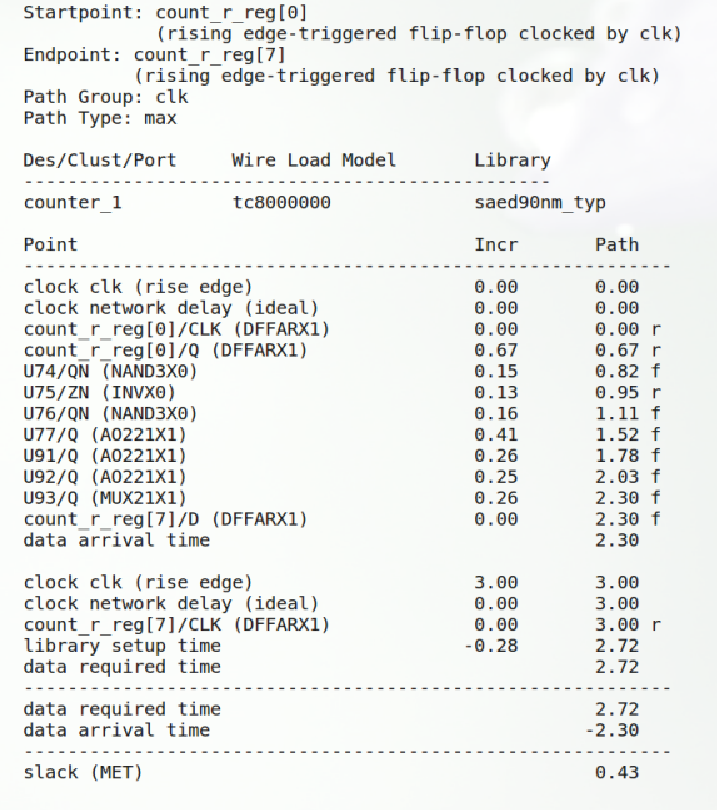 Startpoint: count_r_reg[0]
(rising edge-triggered flip-flop clocked by clk)
Endpoint: count_r_reg[7]
(rising edge-triggered flip-flop clocked by clk)
Path Group: clk
Path Type: max
Des/Clust/Port Wire Load Model Library
------------------------------------------------
counter_1 tc8000000 saed90nm_typ
Point Incr Path
-----------------------------------------------------------
clock clk (rise edge) 0.00 0.00
clock network delay (ideal) 0.00 0.00
count_r_reg[0]/CLK (DFFARX1) 0.00 0.00 r
count_r_reg[0]/Q (DFFARX1) 0.67 0.67 r
U74/QN (NAND3X0) 0.15 0.82 f
U75/ZN (INVX0) 0.13 0.95 r
U76/QN (NAND3X0) 0.16 1.11 f
U77/Q (AO221X1) 0.41 1.52 f
U91/Q (AO221X1) 0.26 1.78 f
U92/Q (AO221X1) 0.25 2.03 f
U93/Q (MUX21X1) 0.26 2.30 f
count_r_reg[7]/D (DFFARX1) 0.00 2.30 f
data arrival time 2.30
clock clk (rise edge) 3.00 3.00
clock network delay (ideal) 0.00 3.00
count_r_reg[7]/CLK (DFFARX1) 0.00 3.00 r
library setup time -0.28 2.72
data required time 2.72
-----------------------------------------------------------
data required time 2.72
data arrival time -2.30
-----------------------------------------------------------
slack (MET) 0.43